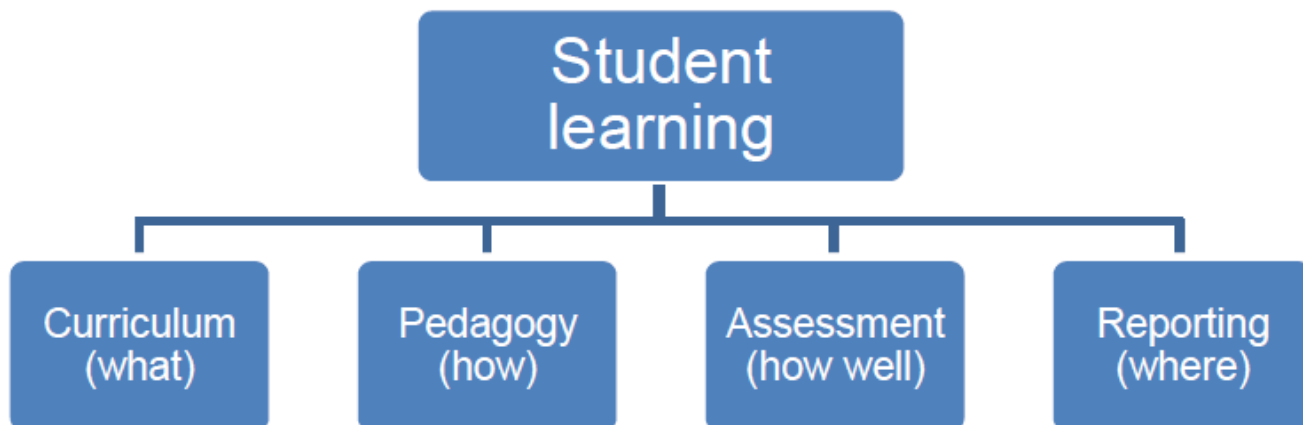 Student
learning
Curriculum
(what)
Pedagogy
(how)
Assessment
(how well)
Reporting
(where)